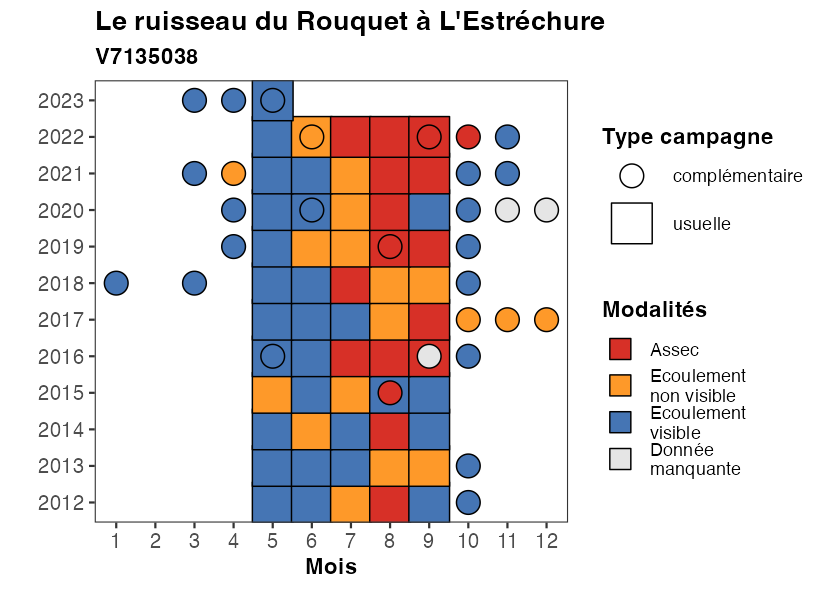 Le ruisseau du Rouquet à L'Estréchure
V7135038
2023
2022
2021
2020
2019
2018
2017
2016
2015
2014
2013
2012
1 2 3 4 5 6 7 8 9 10 11 12
Mois
Type campagne
complémentaire
usuelle
Modalités
Assec
Ecoulement
non visible
Ecoulement
visible
Donnée
manquante